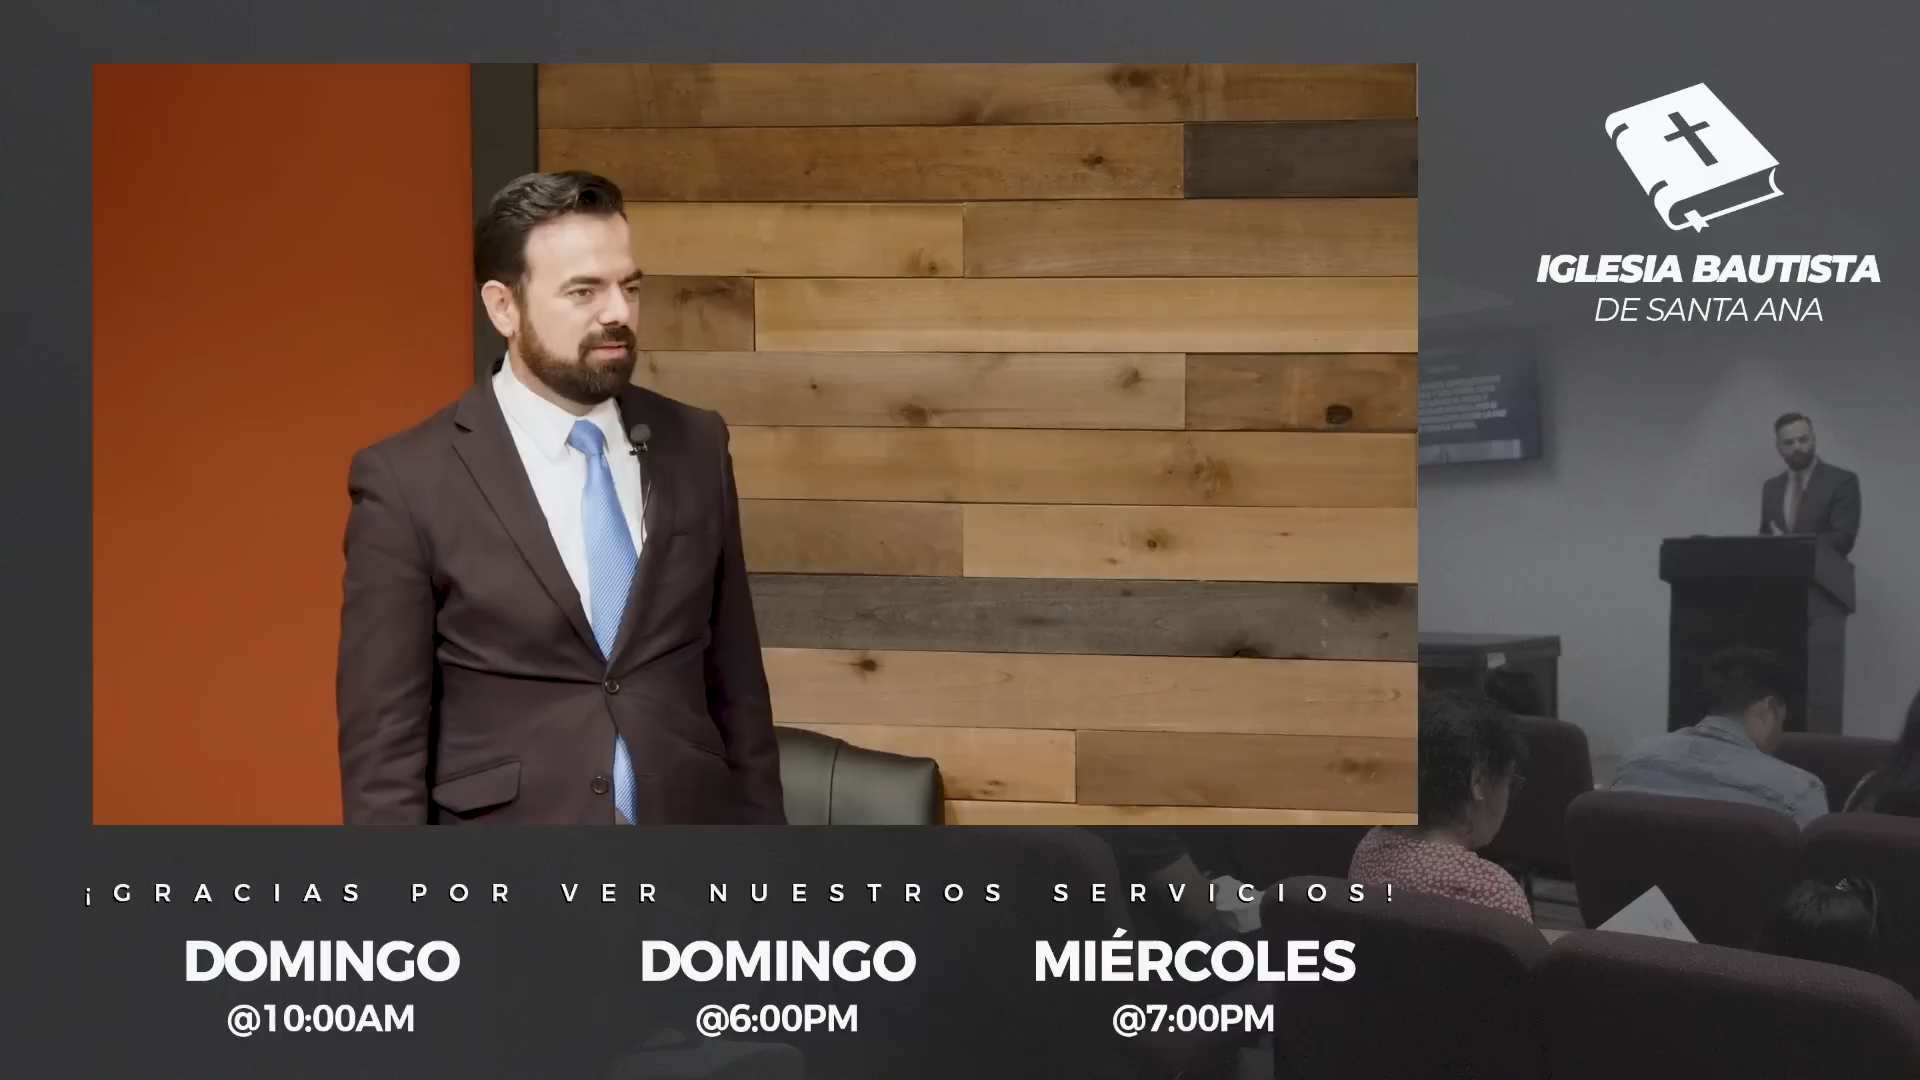 IGLESIA BAUTISTA
DE SANTA ANA
¡GRACIAS POR VER NUESTROS SERVICIOS!
DOMINGO
@10:00AM
DOMINGO
@6:00PM
MIÉRCOLES
@7:00PM